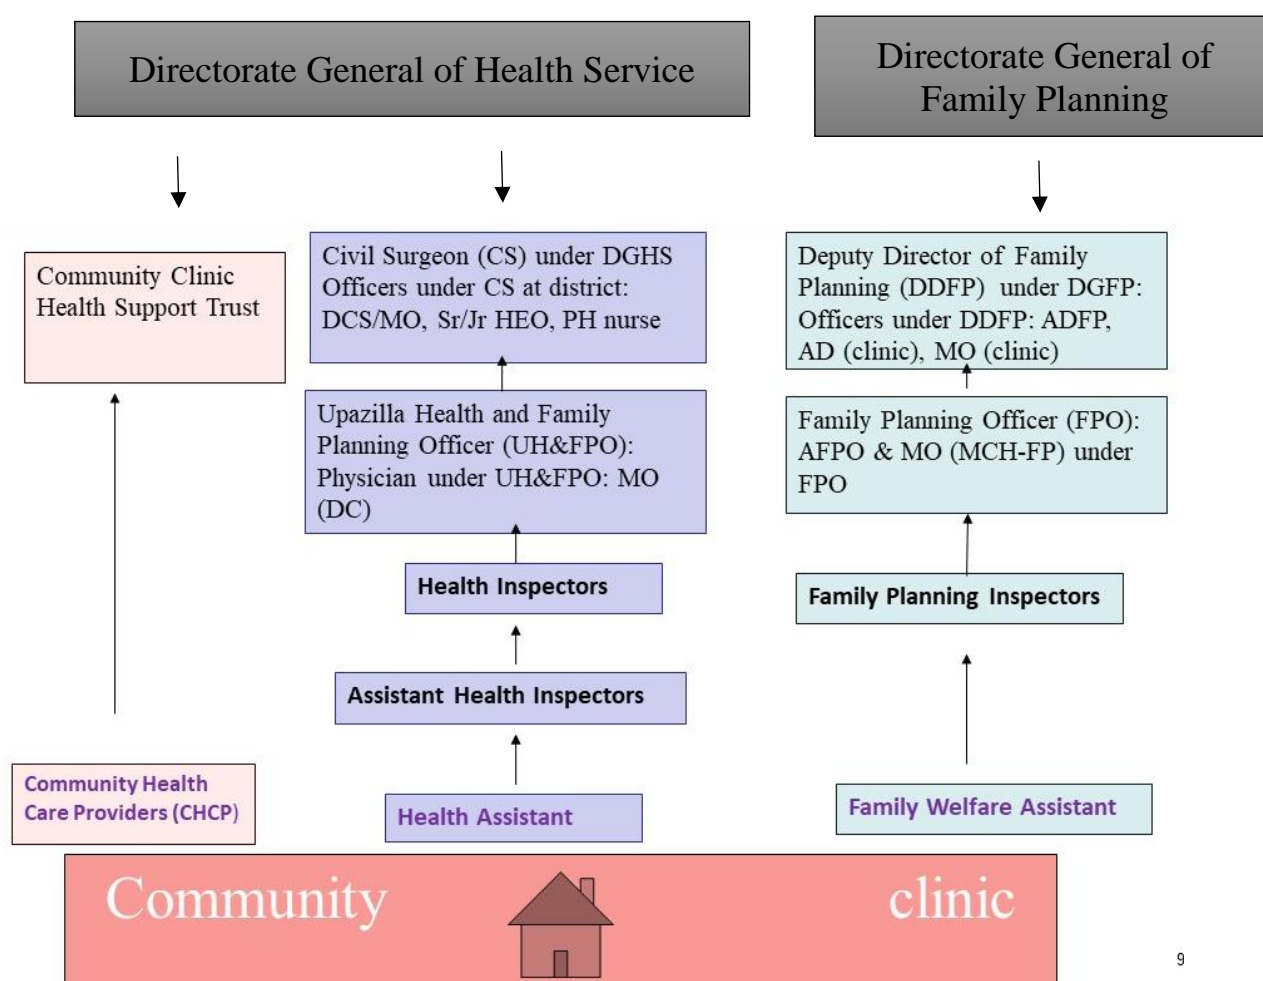 Directorate General of Health Service
Directorate General of
Family Planning
Community Clinic
Health Support Trust
Civil Surgeon (CS) under DGHS
Officers under CS at district:
DCS/MO, Sr/Jr HEO, PH nurse
Deputy Director of Family
Planning (DDFP) under DGFP:
Officers under DDFP: ADFP,
AD (clinic), MO (clinic)
Upazilla Health and Family
Planning Officer (UH&FPO):
Physician under UH&FPO: MO
(DC)
Family Planning Officer (FPO):
AFPO & MO (MCH-FP) under
FPO
Health Inspectors
Family Planning Inspectors
Assistant Health Inspectors
Community Health
Care Providers (CHCP)
Health Assistant
Family Welfare Assistant
Community clinic
9